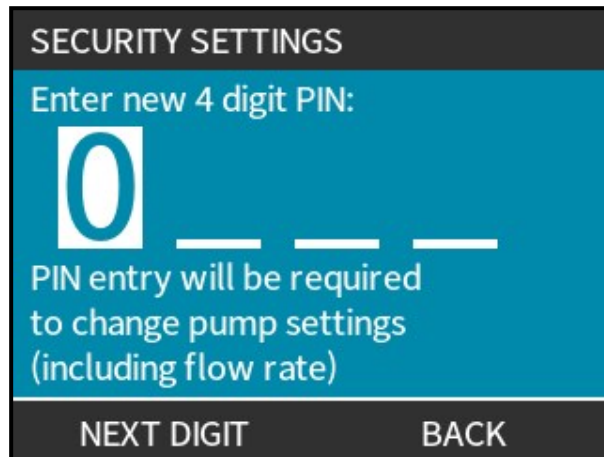 SECURITY SETTINGS
Enter new 4 digit PIN:
0 _ _ _
PIN entry will be required
to change pump settings
(including flow rate)
NEXT DIGIT BACK